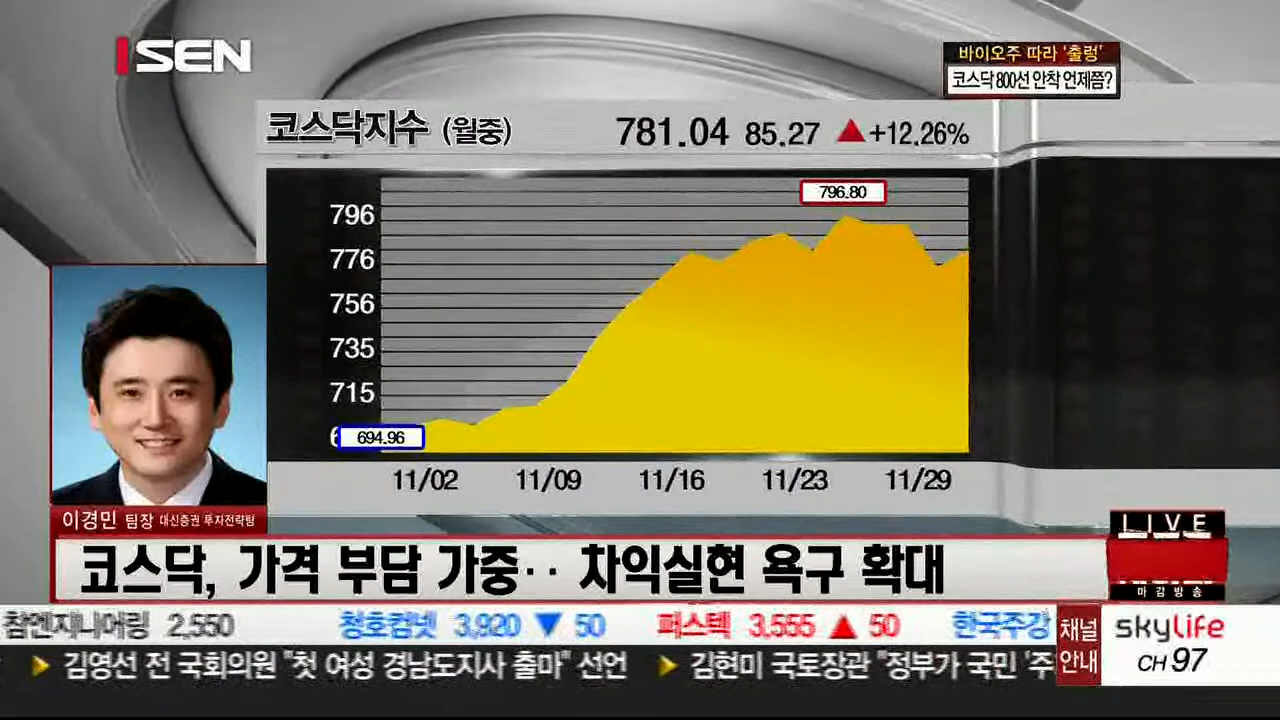 SEN
바이오주 따라 '출렁'
코스닥 800선 안착 언제쯤?
코스닥지수 (월중) 781.04 85.27 ▲+12.26%
796.80
796
776
756
735
715
6
694.96
11/02 11/09 11/16 11/23 11/29
이경민 팀장 대신증권 투자전략팀
코스닥, 가격 부담 가중‥ 차익실현 욕구 확대
LIVE
마감방송
참엔지니어링 2,550 청호컴넷 3,920 ▼ 50 패스텍 3,555 ▲ 50 한국주강
채널 안내
skylife
CH 97
김영선 전 국회의원 "첫 여성 경남도지사 출마" 선언 김현미 국토장관 "정부가 국민 '주